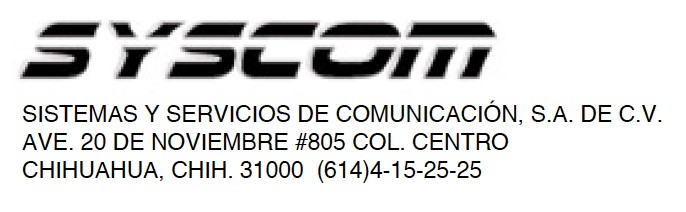 SYSCOM
SISTEMAS Y SERVICIOS DE COMUNICACIÓN, S.A. DE C.V.
AVE. 20 DE NOVIEMBRE #805 COL. CENTRO
CHIHUAHUA, CHIH. 31000 (614)4-15-25-25